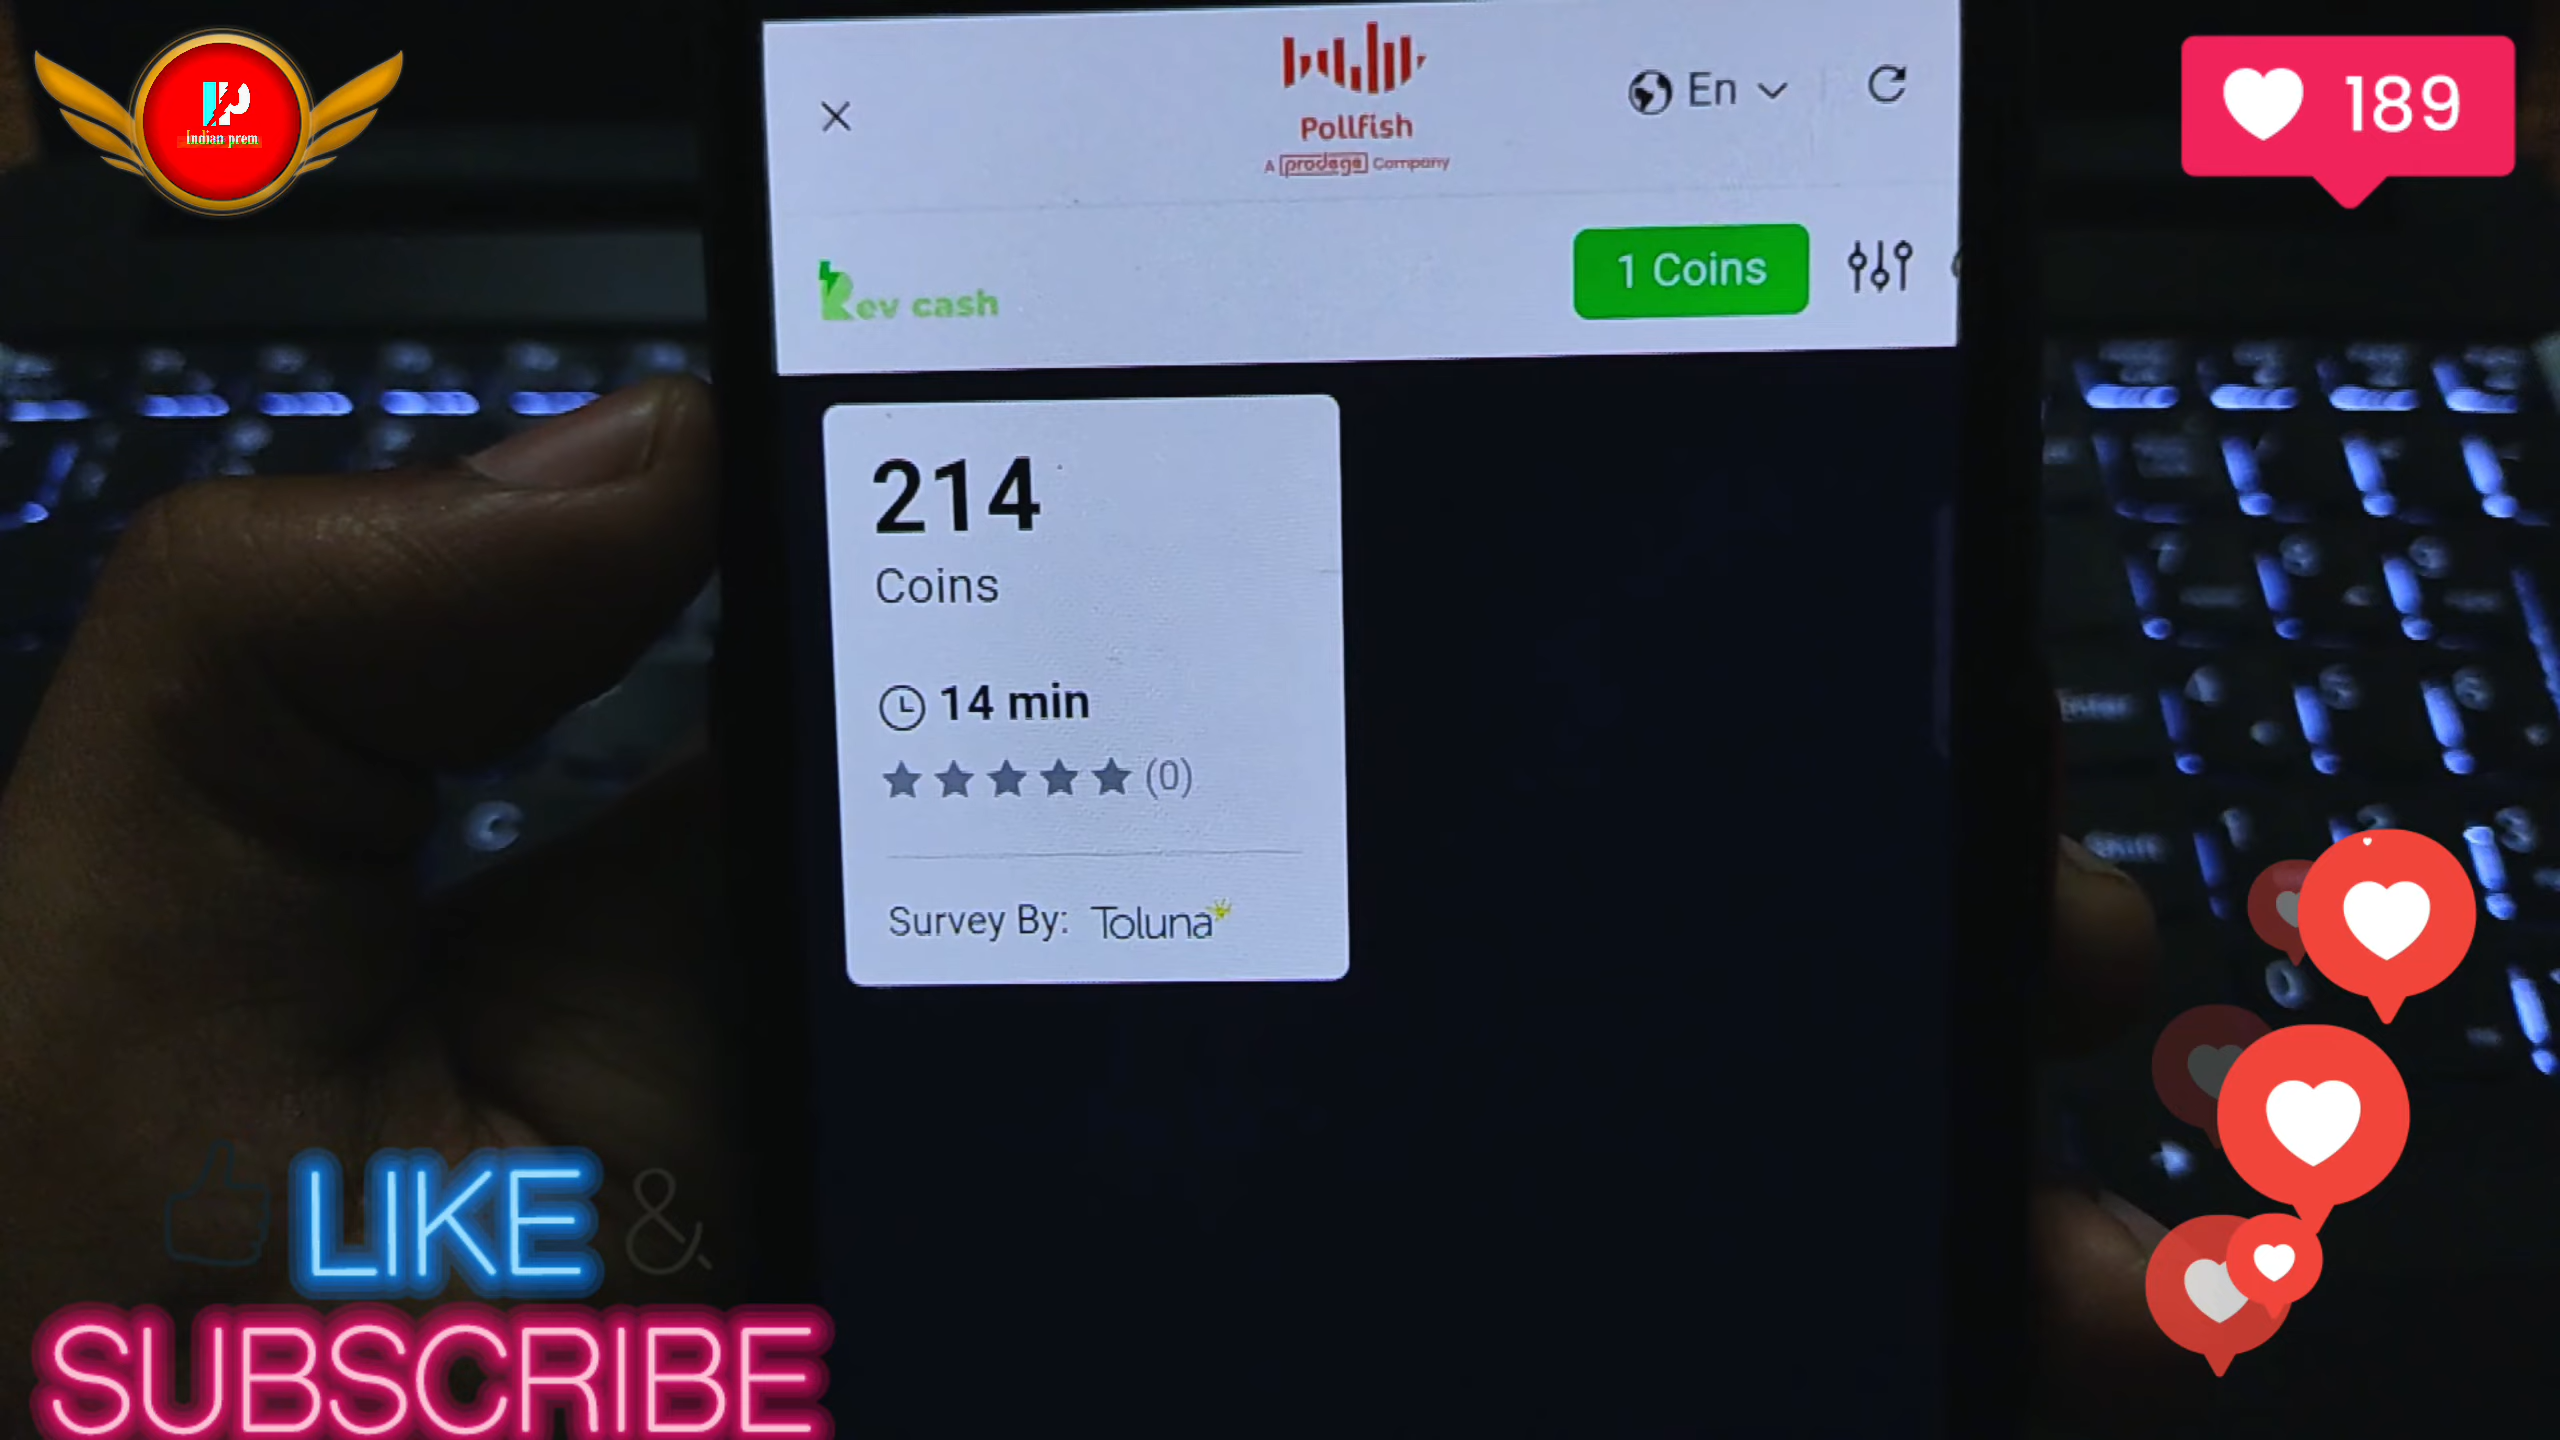 IP
Indian prem
Pollfish
A prodege Company
En
189
Rev cash
1 Coins
214
Coins
14 min
(0)
Survey By: Toluna
LIKE &
SUBSCRIBE